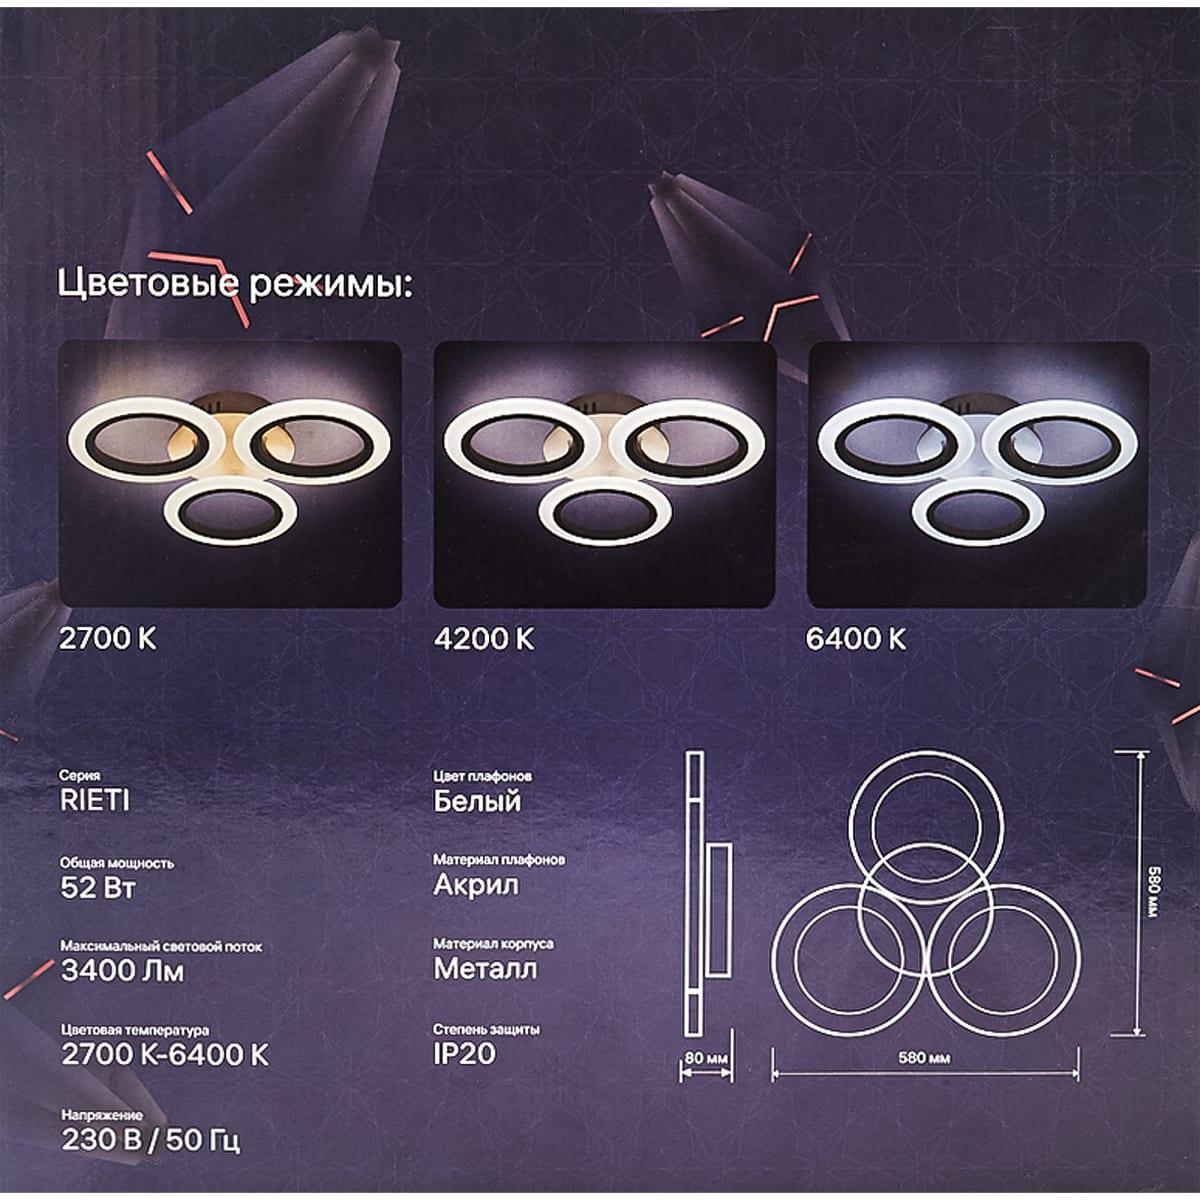 Цветовые режимы:
2700 К
4200 К
6400 К
Серия
RIETI
Общая мощность
52 Вт
Максимальный световой поток
3400 Лм
Цветовая температура
2700 К-6400 К
Напряжение
230 В / 50 Гц
Цвет плафонов
Белый
Материал плафонов
Акрил
Материал корпуса
Металл
Степень защиты
IP20
80 мм
580 мм
580 мм